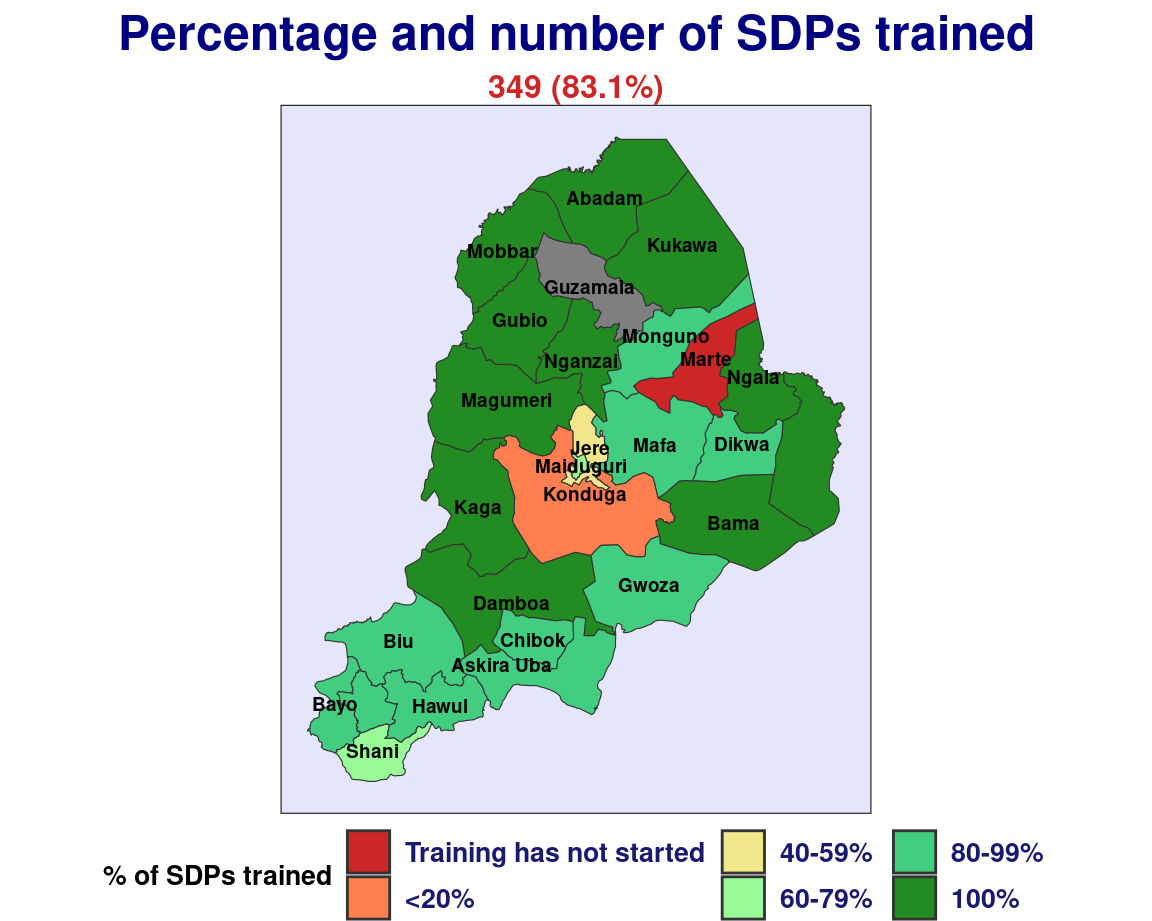 Percentage and number of SDPs trained
349 (83.1%)
Abadam
Kukawa
Mobbar
Guzamala
Gubio
Monguno
Nganzai
Marte
Ngala
Magumeri
Jere
Mafa
Dikwa
Maiduguri
Konduga
Kaga
Bama
Gwoza
Damboa
Biu
Chibok
Askira Uba
Bayo
Hawul
Shani
% of SDPs trained
Training has not started
<20%
40-59%
60-79%
80-99%
100%